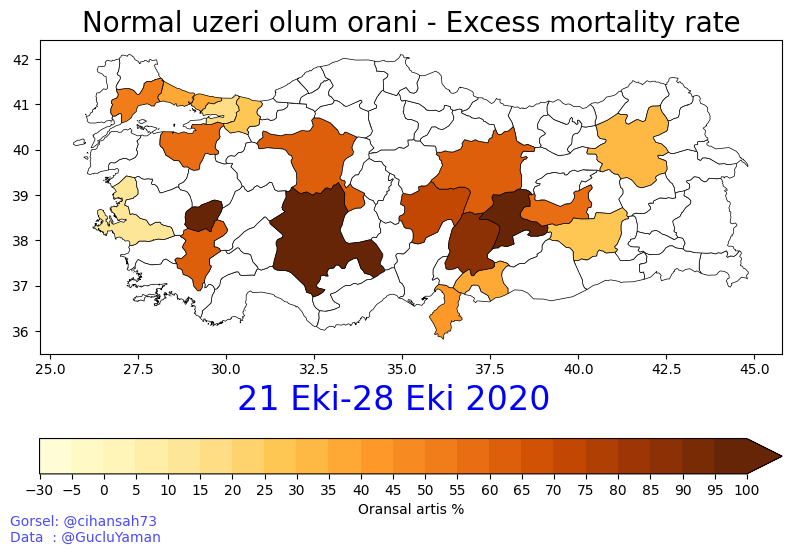 Normal uzeri olum orani - Excess mortality rate
42
41
40
39
38
37
36
25.0 27.5 30.0 32.5 35.0 37.5 40.0 42.5 45.0
21 Eki-28 Eki 2020
−30 −5 0 5 10 15 20 25 30 35 40 45 50 55 60 65 70 75 80 85 90 95 100
Oransal artis %
Gorsel: @cihansah73
Data : @GucluYaman